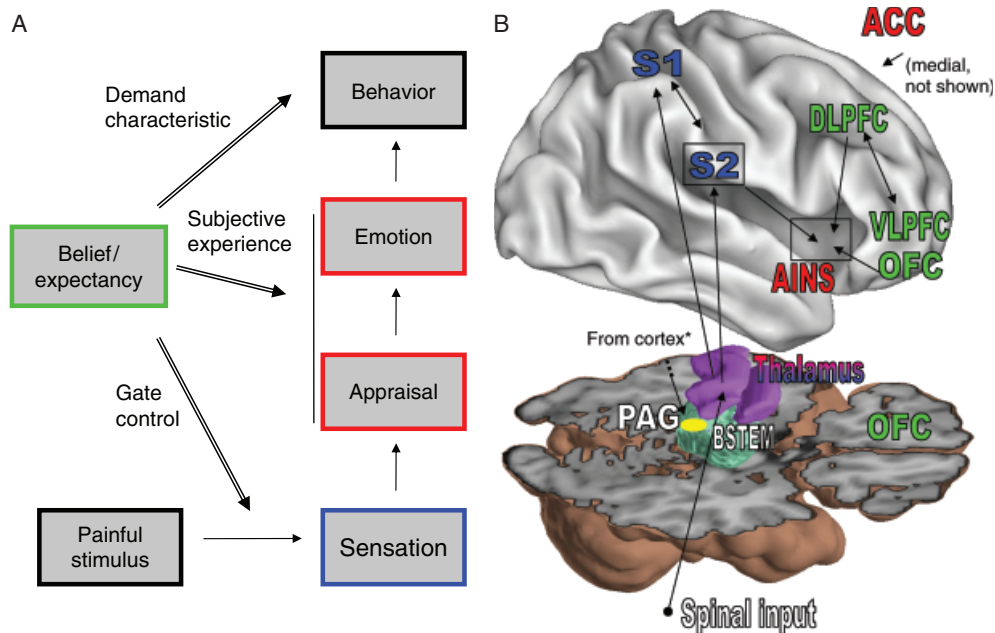 A
Demand
characteristic
Behavior
Subjective
experience
Emotion
Belief/
expectancy
Appraisal
Gate
control
Painful
stimulus
Sensation
B
ACC
(medial,
not shown)
S1
DLPFC
S2
VLPFC
OFC
AINS
From cortex*
Thalamus
PAG
BSTEM
OFC
Spinal input